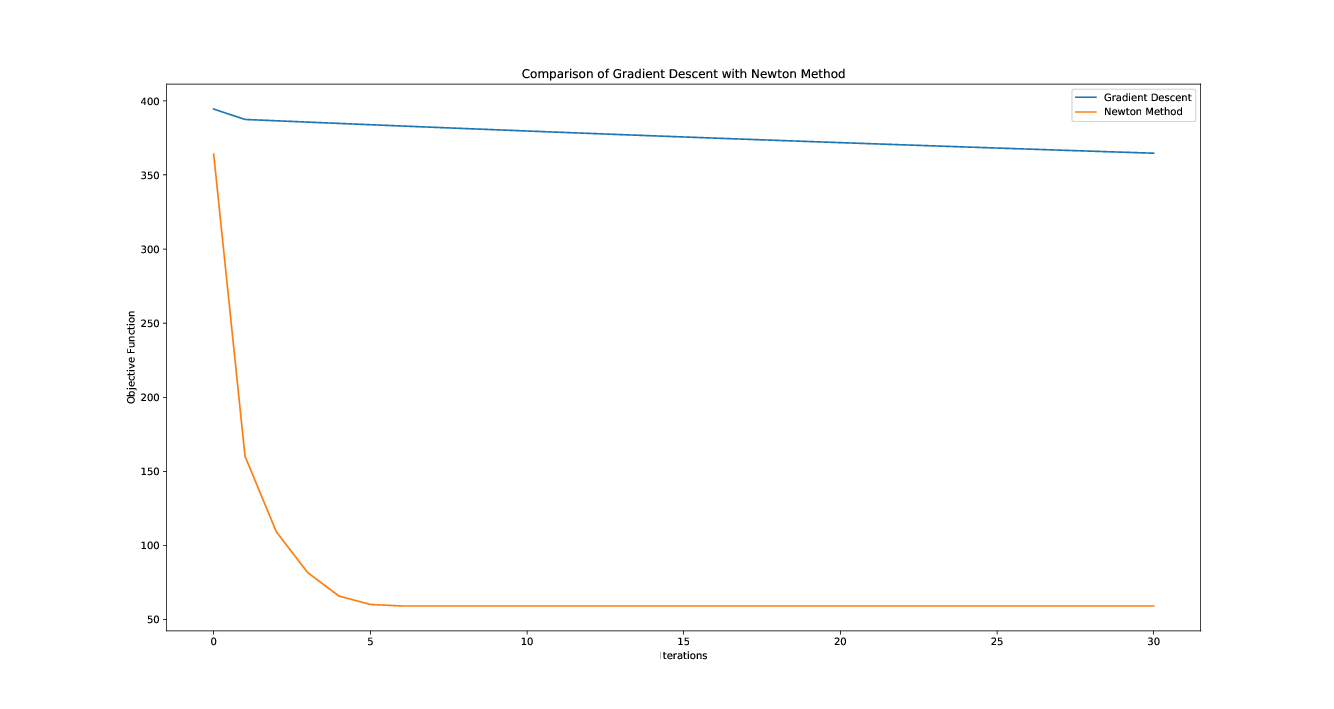 Comparison of Gradient Descent with Newton Method
Gradient Descent
Newton Method
400
350
300
250
200
150
100
50
Objective Function
0 5 10 15 20 25 30
Iterations